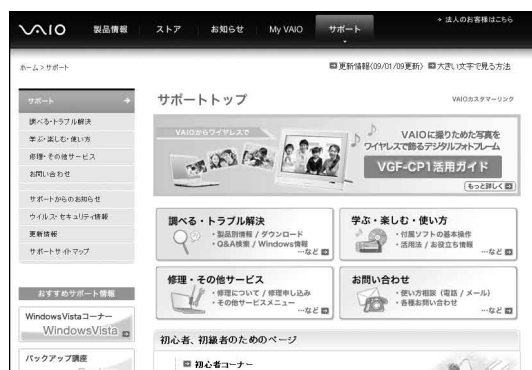 VAIO
製品情報
ストア
お知らせ
My VAIO
サポート
法人のお客様はこちら
ホーム > サポート
更新情報(09/01/09更新)
大きい文字で見る方法
サポート
調べる・トラブル解決
学ぶ・楽しむ・使い方
修理・その他サービス
お問い合わせ
サポートからのお知らせ
ウイルス・セキュリティ情報
更新情報
サポートサイトマップ
おすすめサポート情報
Windows Vistaコーナー
WindowsVista
バックアップ講座
サポートトップ
VAIOカスタマーリンク
VAIOからワイヤレスで
VAIOに撮りためた写真を
ワイヤレスで飾るデジタルフォトフレーム
VGF-CP1活用ガイド
もっと詳しく
調べる・トラブル解決
・製品別情報 / ダウンロード
・Q&A検索 / Windows情報
…など
学ぶ・楽しむ・使い方
・付属ソフトの基本操作
・活用法 / お役立ち情報
…など
修理・その他サービス
・修理について / 修理申し込み
・その他サービスメニュー
…など
お問い合わせ
・使い方相談（電話 / メール）
・各種お問い合わせ
…など
初心者、初級者のためのページ
初心者コーナー